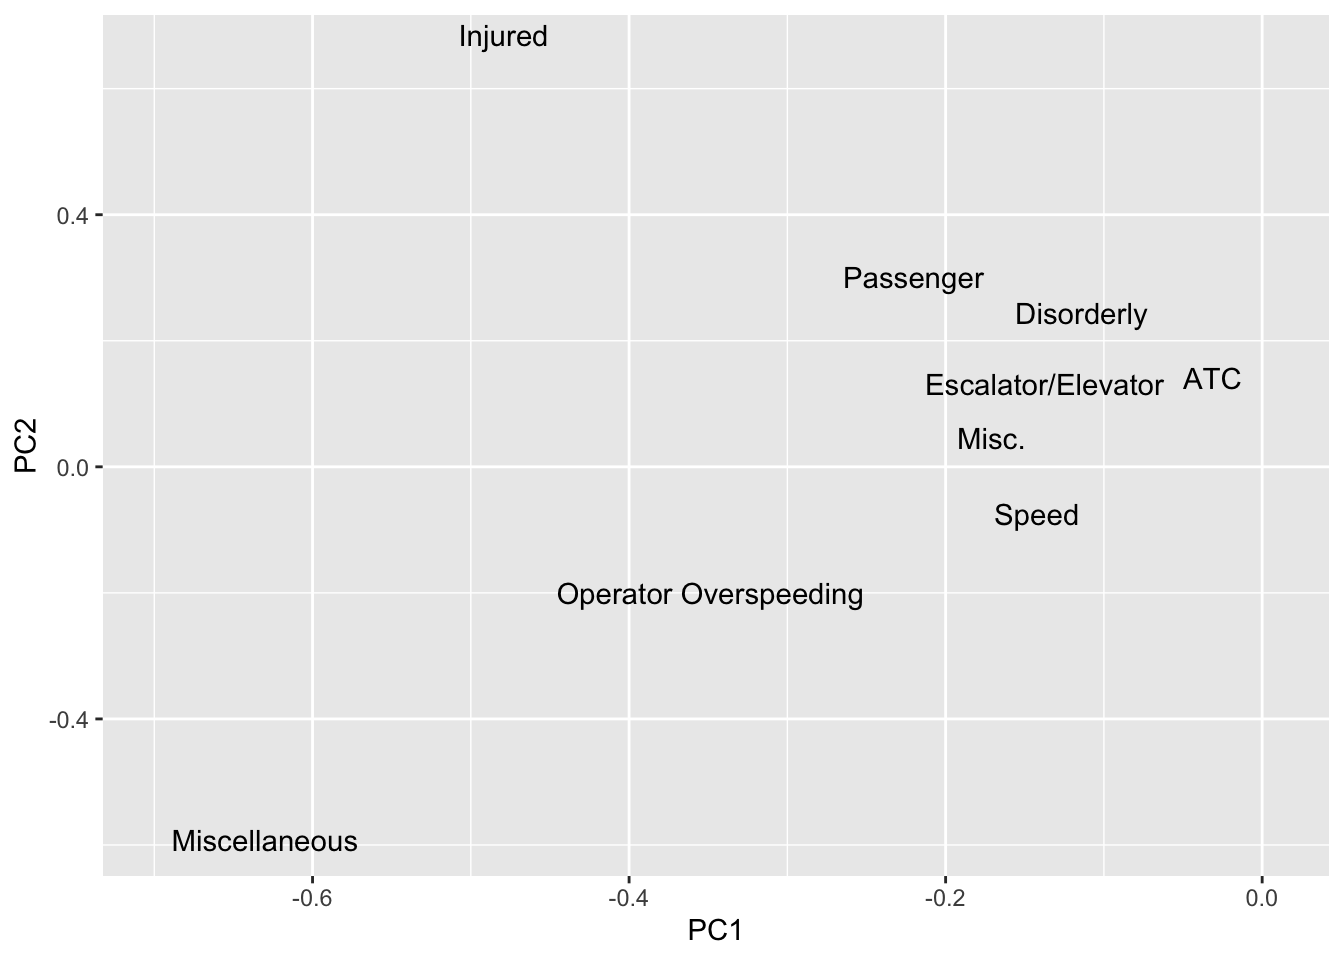 Injured
0.4
Passenger
Disorderly
ATC
Escalator/Elevator
Misc.
PC2
0.0
Speed
Operator Overspeeding
-0.4
Miscellaneous
-0.6
-0.4
-0.2
0.0
PC1